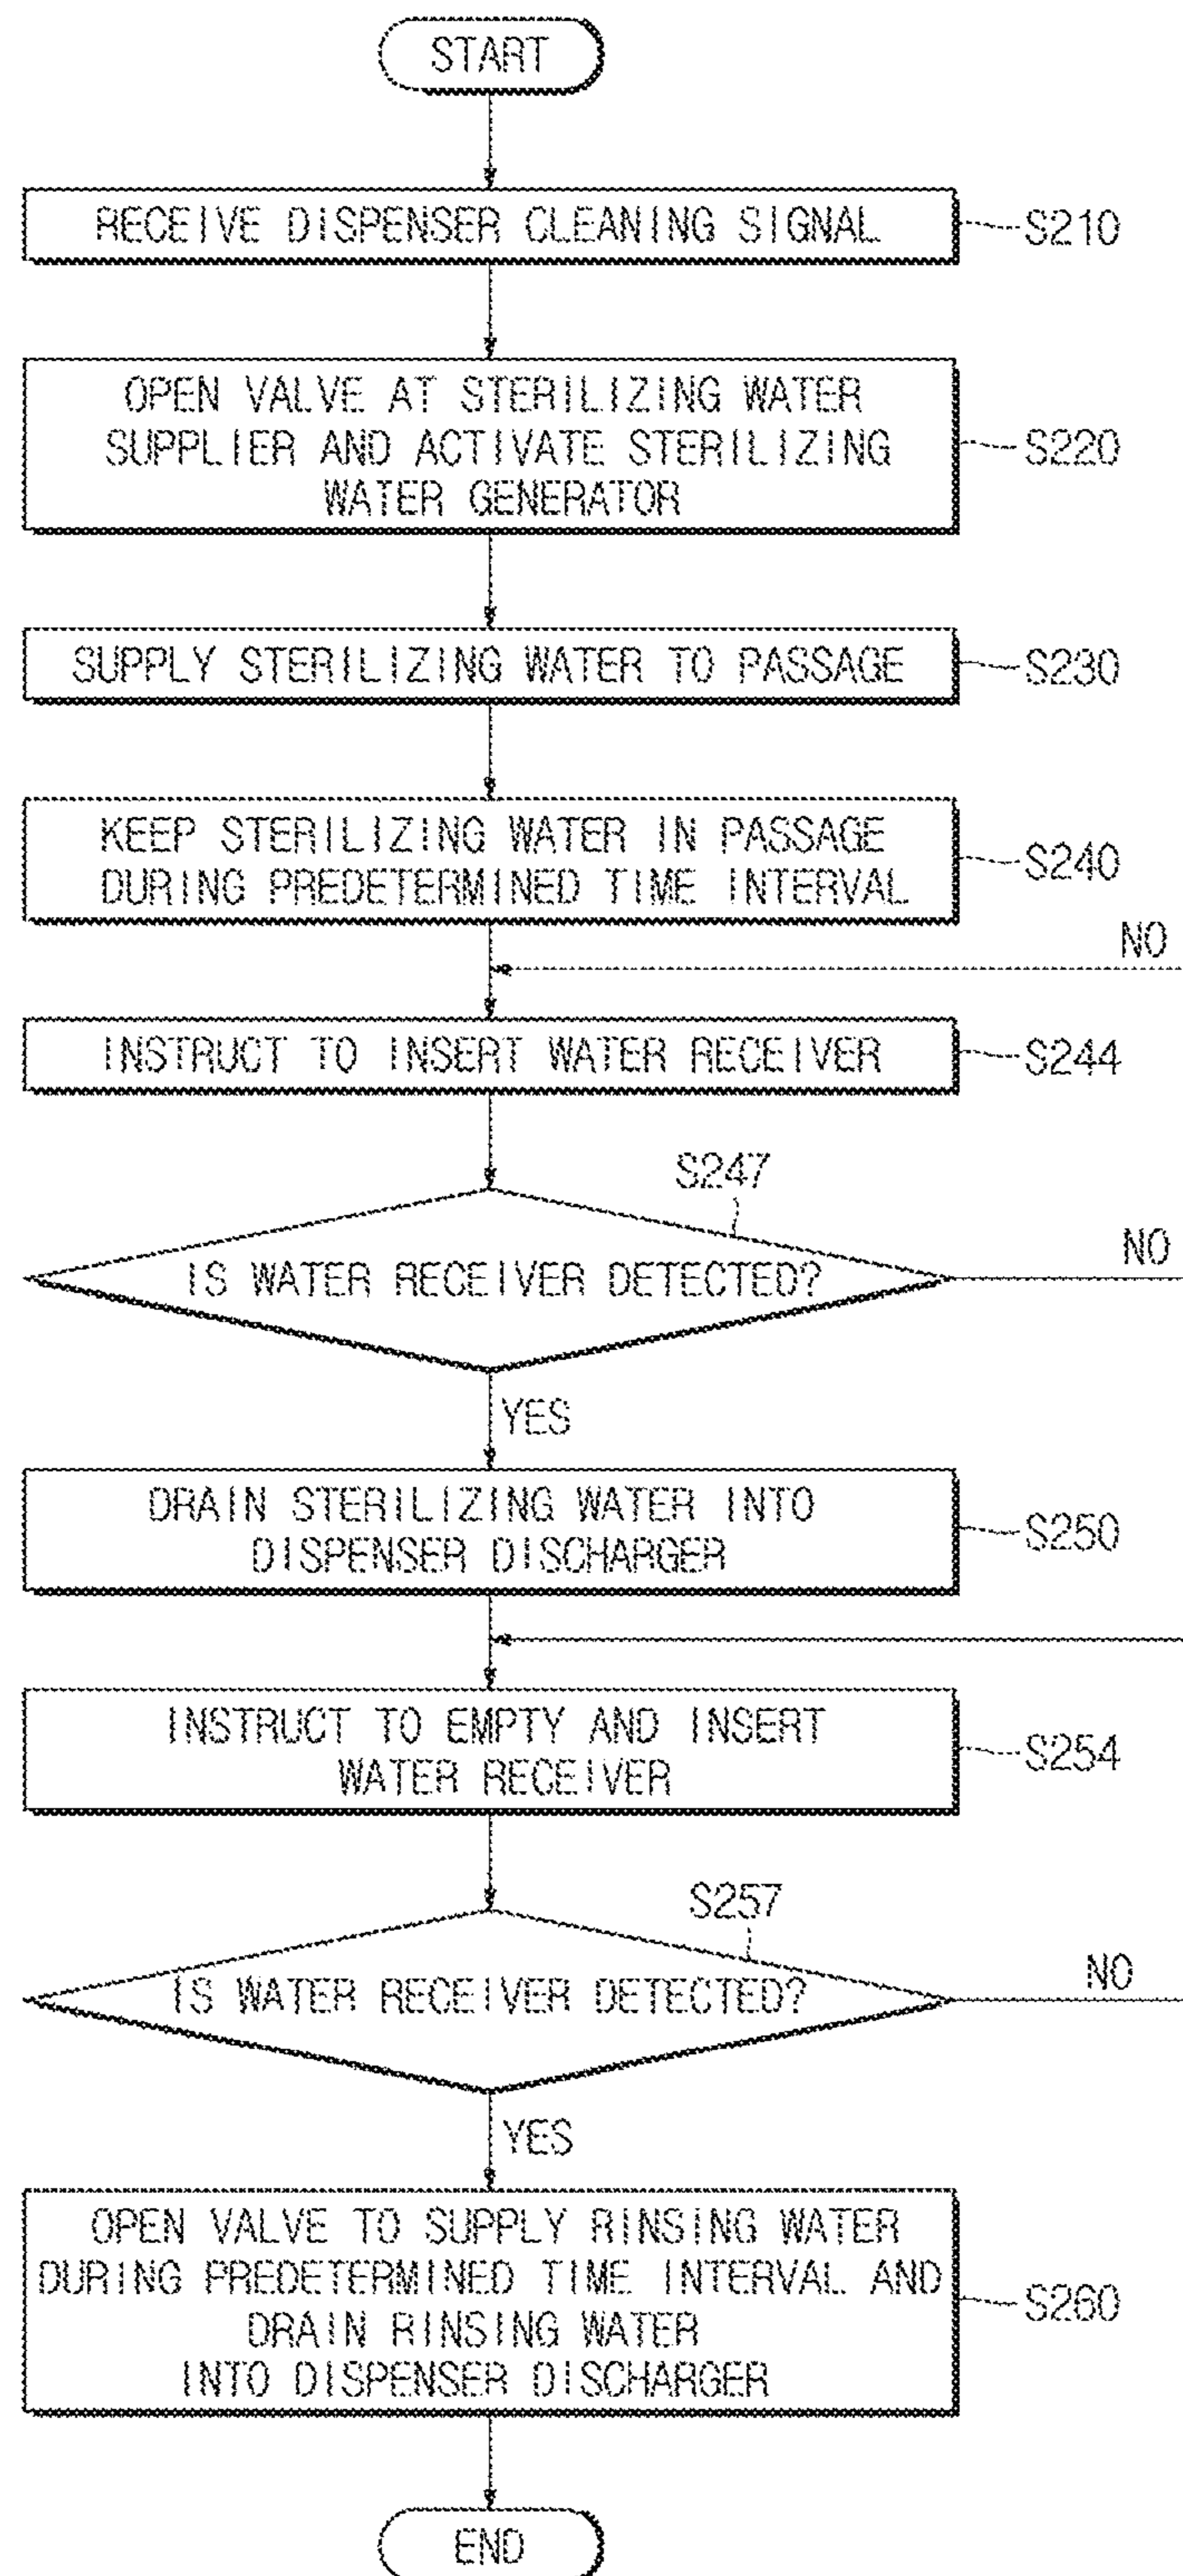 START
RECEIVE DISPENSER CLEANING SIGNAL
S210
OPEN VALVE AT STERILIZING WATER
SUPPLIER AND ACTIVATE STERILIZING
WATER GENERATOR
S220
SUPPLY STERILIZING WATER TO PASSAGE
S230
KEEP STERILIZING WATER IN PASSAGE
DURING PREDETERMINED TIME INTERVAL
S240
NO
INSTRUCT TO INSERT WATER RECEIVER
S244
S247
IS WATER RECEIVER DETECTED?
NO
YES
DRAIN STERILIZING WATER INTO
DISPENSER DISCHARGER
S250
INSTRUCT TO EMPTY AND INSERT
WATER RECEIVER
S254
S257
IS WATER RECEIVER DETECTED?
NO
YES
OPEN VALVE TO SUPPLY RINSING WATER
DURING PREDETERMINED TIME INTERVAL AND
DRAIN RINSING WATER
INTO DISPENSER DISCHARGER
S260
END